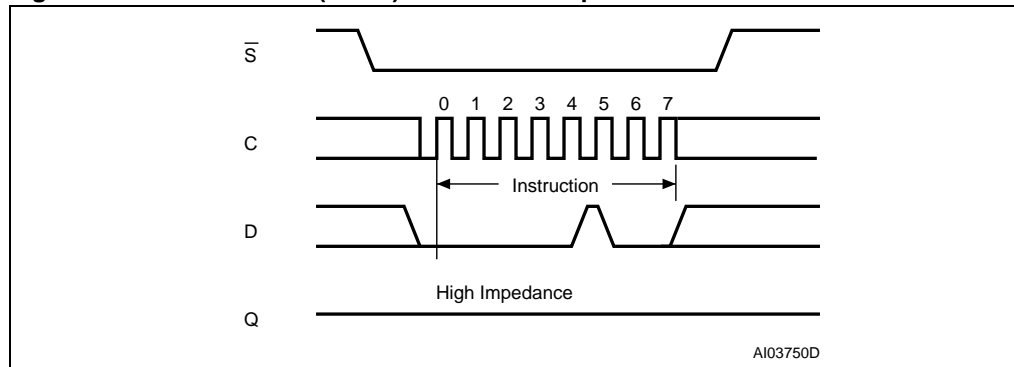 S̅
0 1 2 3 4 5 6 7
C
Instruction
D
High Impedance
Q
AI03750D